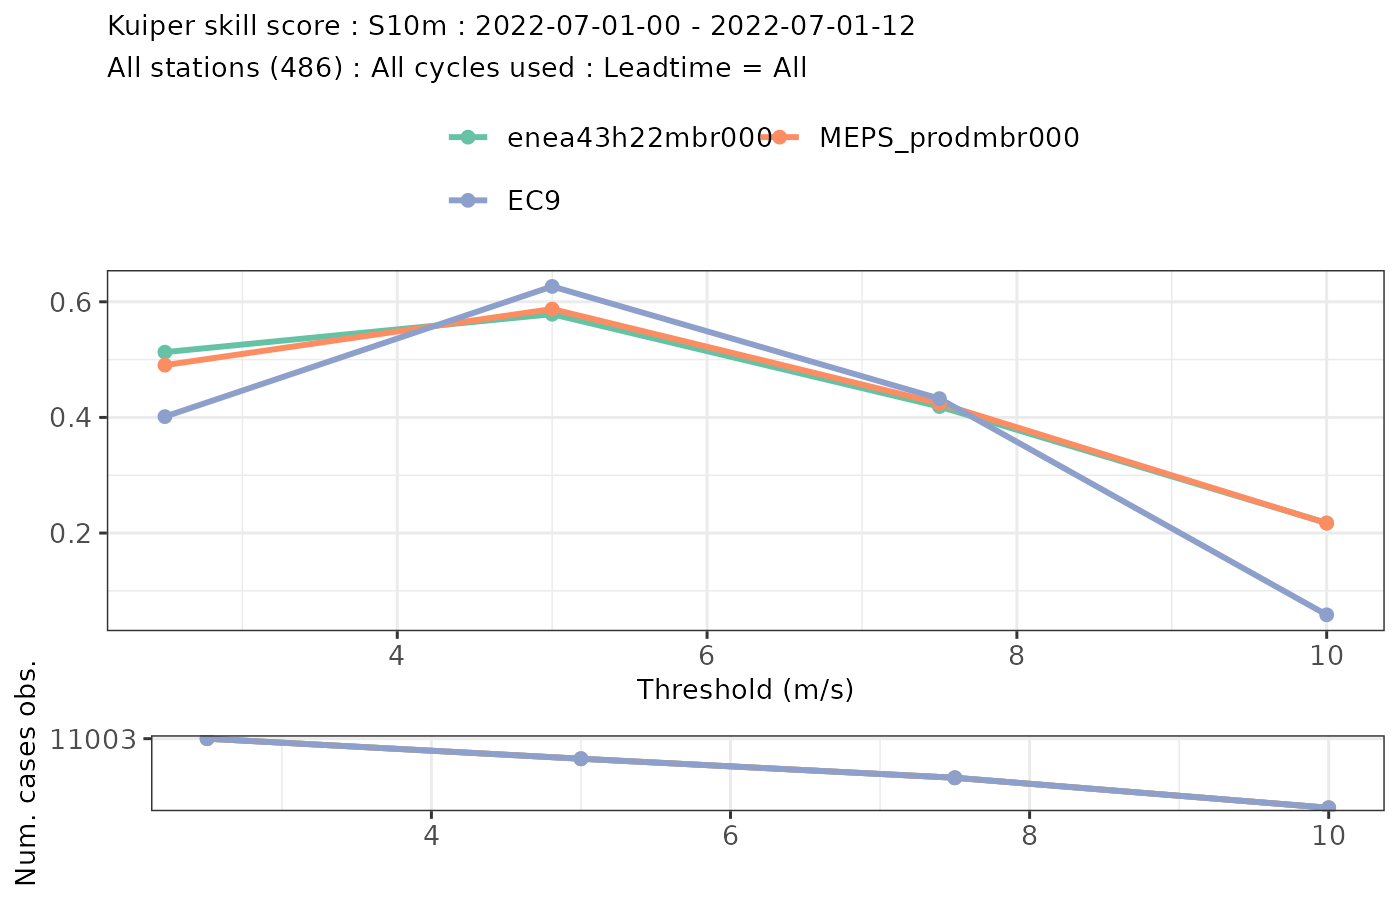 Kuiper skill score : S10m : 2022-07-01-00 - 2022-07-01-12
All stations (486) : All cycles used : Leadtime = All
enea43h22mbr000 MEPS_prodmbr000
EC9
0.6
0.4
0.2
4 6 8 10
Threshold (m/s)
Num. cases obs.
11003
4 6 8 10